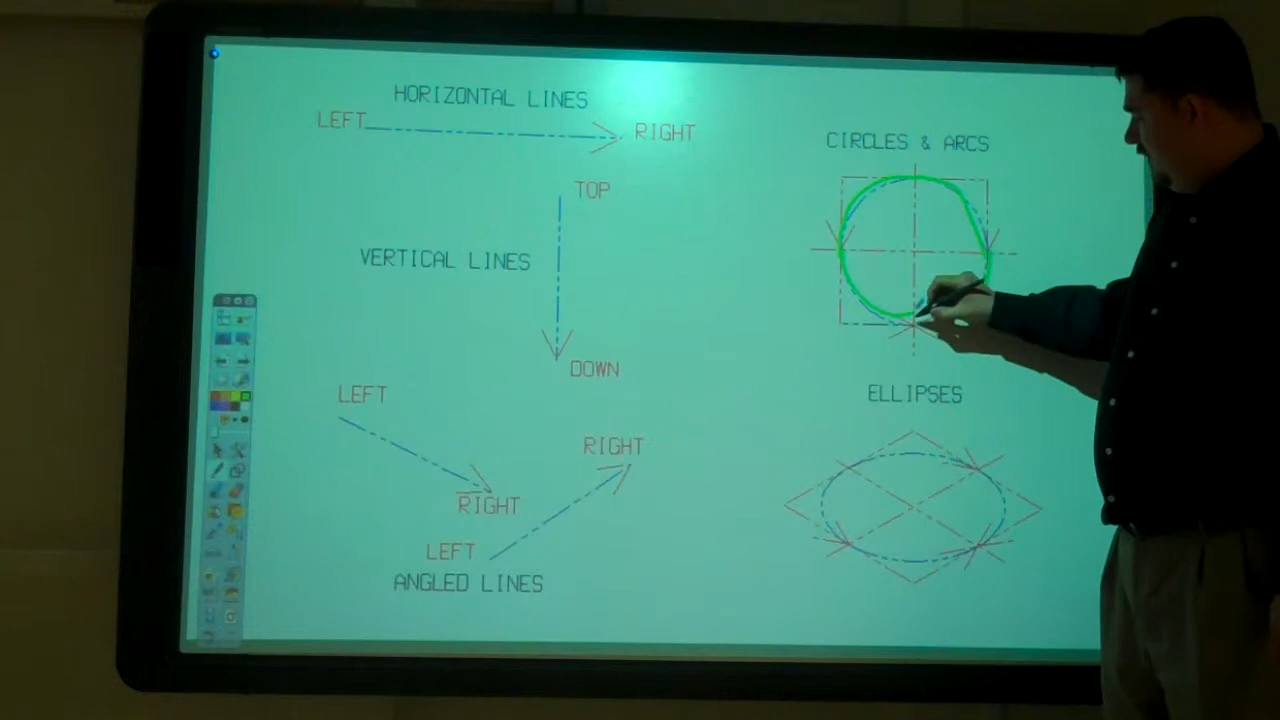 HORIZONTAL LINES
LEFT
RIGHT
TOP
VERTICAL LINES
DOWN
LEFT
RIGHT
RIGHT
LEFT
ANGLED LINES
CIRCLES & ARCS
ELLIPSES